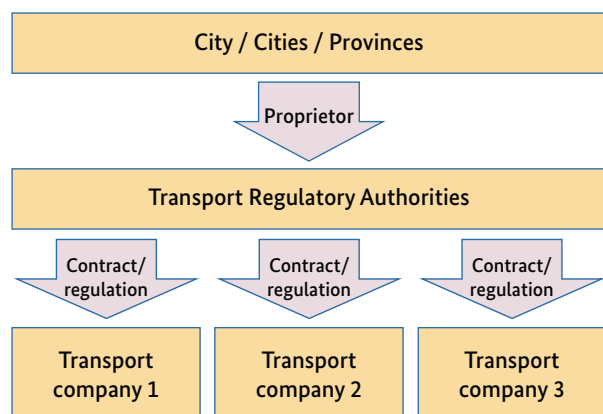 City / Cities / Provinces
Proprietor
Transport Regulatory Authorities
Contract/
regulation
Contract/
regulation
Contract/
regulation
Transport
company 1
Transport
company 2
Transport
company 3